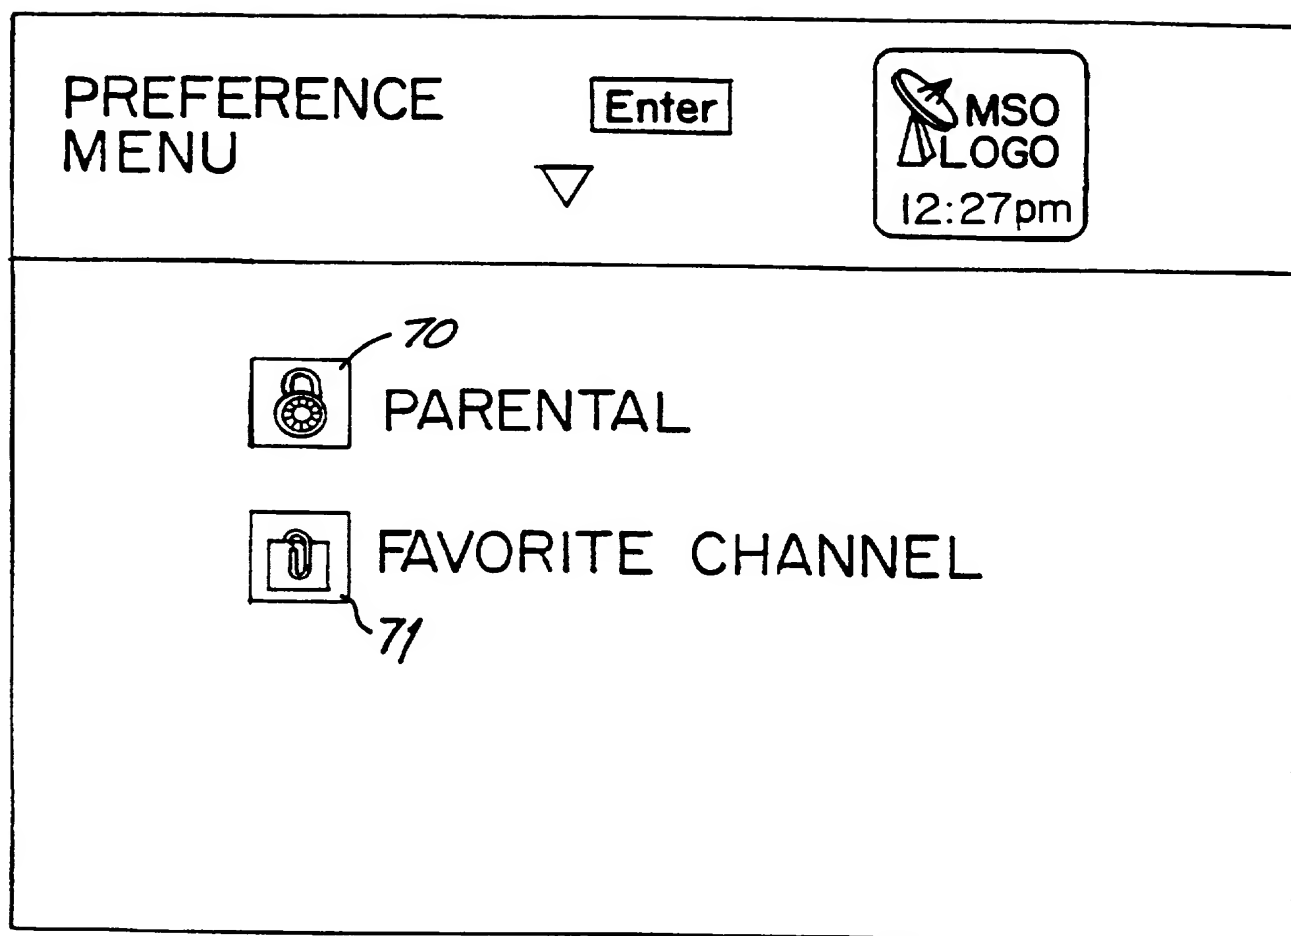 PREFERENCE
MENU
Enter
MSO
LOGO
12:27pm
70
PARENTAL
FAVORITE CHANNEL
71